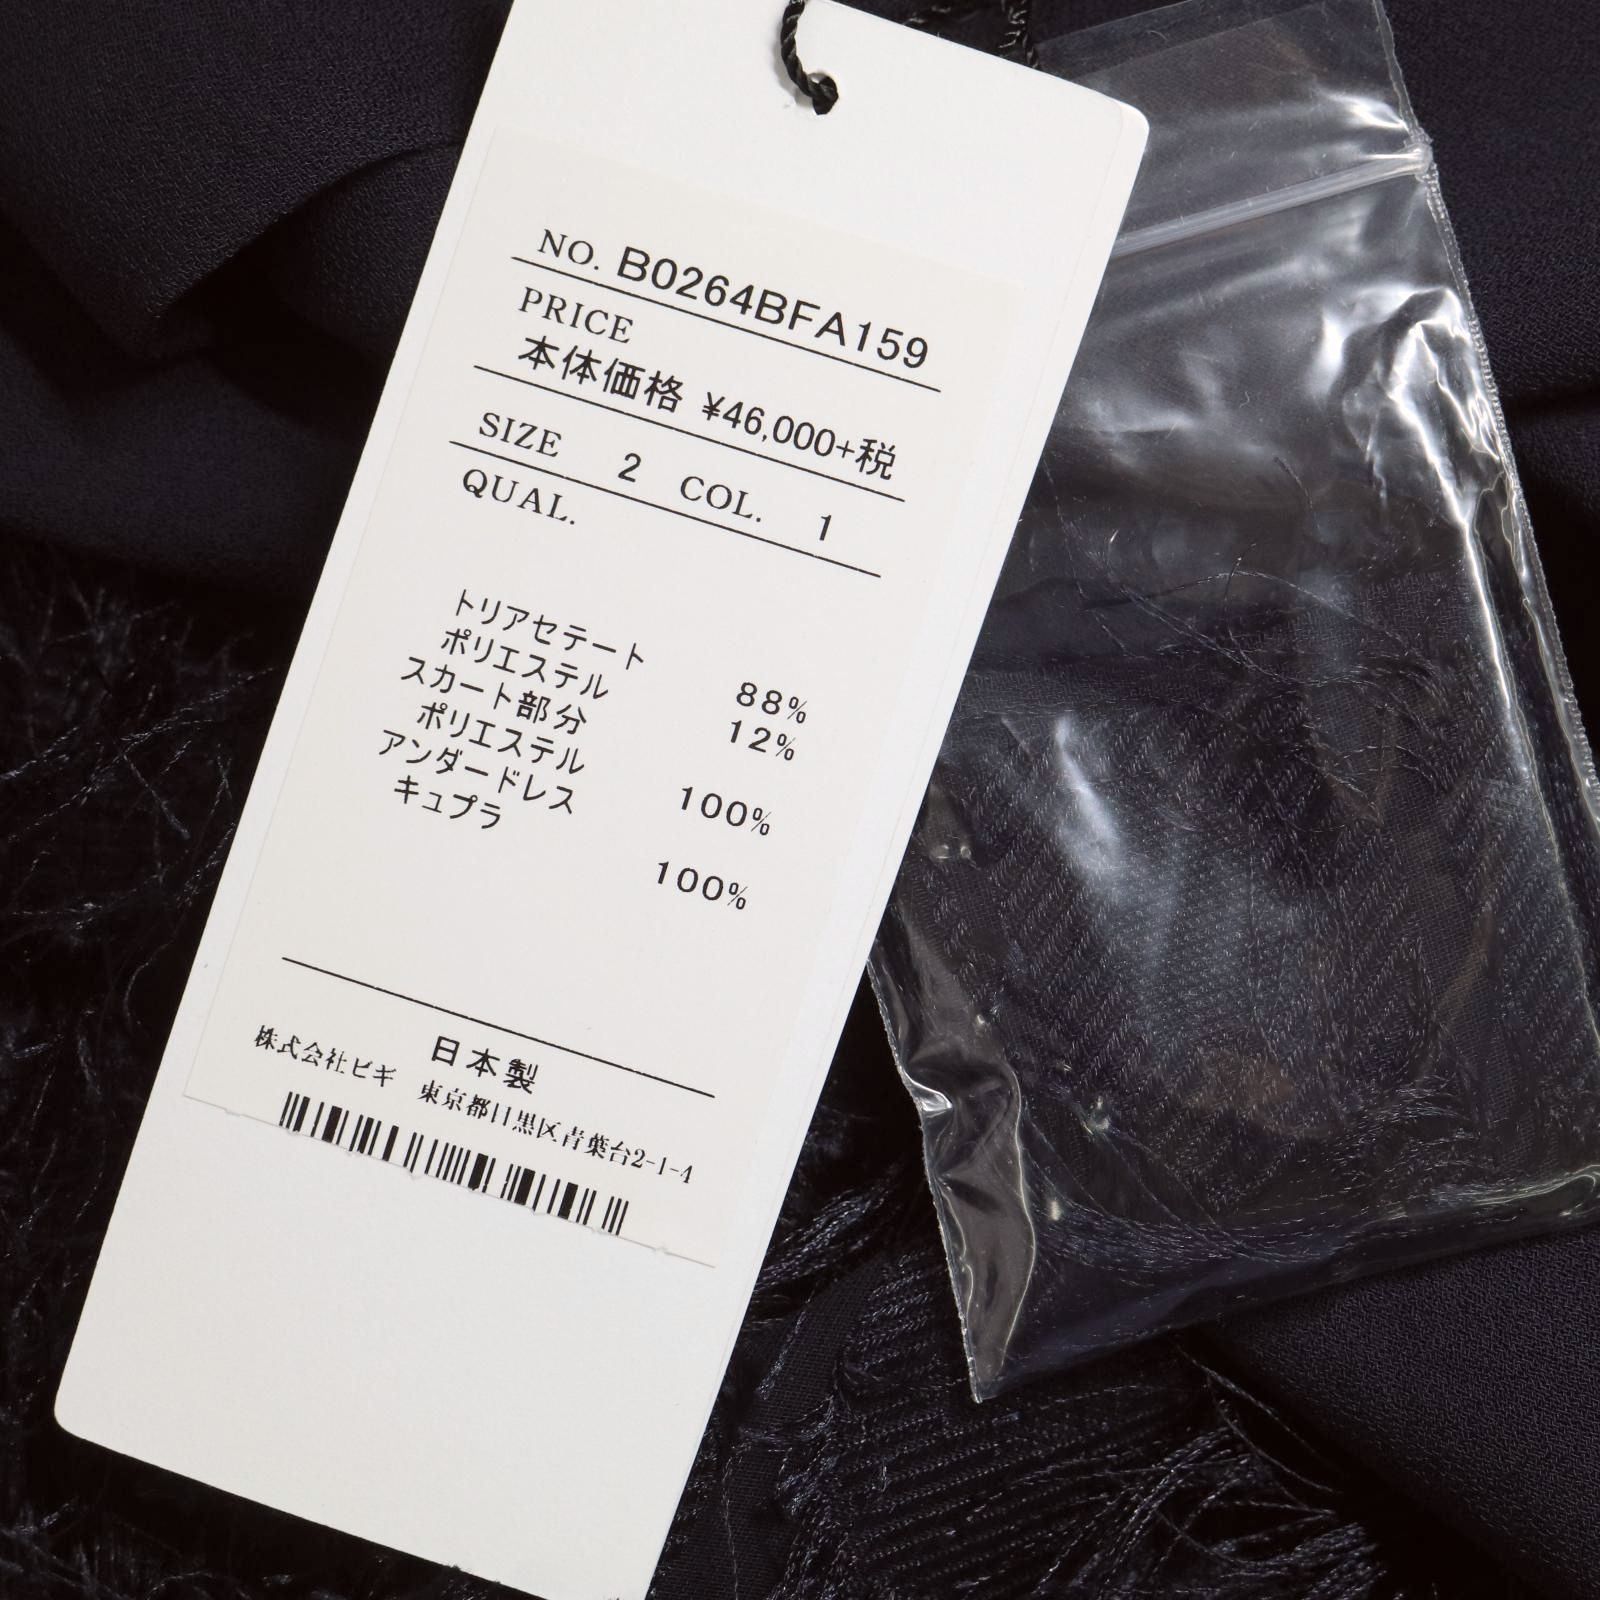 NO. B0264BFA159
PRICE
本体価格 ¥46,000+税
SIZE 2 COL. 1
QUAL.
トリアセテート 88%
ポリエステル 12%
スカート部分
ポリエステル 100%
アンダードレス
キュプラ 100%
日本製
株式会社ビギ 東京都目黒区青葉台2-1-4